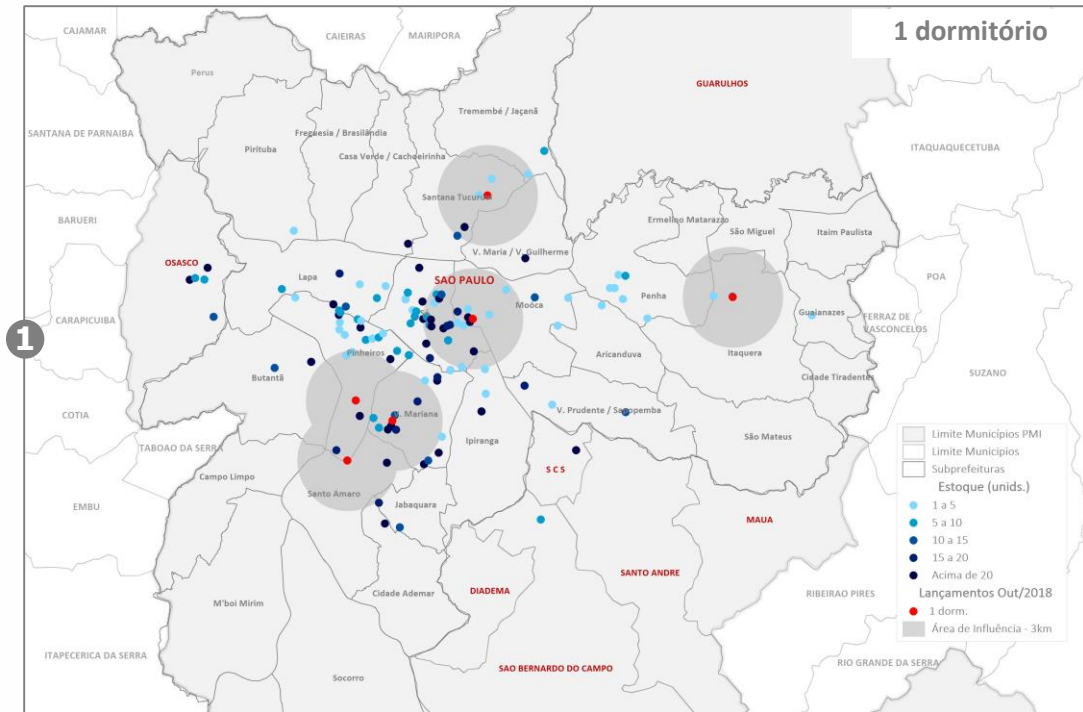 1 dormitório
CAJAMAR
CAIEIRAS
MAIRIPORA
Perus
GUARULHOS
Tremembé / Jaçanã
SANTANA DE PARNAIBA
Freguesia / Brasilândia
Pirituba
Casa Verde / Cachoeirinha
ITAQUAQUECETUBA
Santana Tucuruvi
BARUERI
Ermelino Matarazzo
São Miguel
Itaim Paulista
V. Maria / V. Guilherme
OSASCO
Lapa
SAO PAULO
POA
Penha
Mooca
CARAPICUIBA
Guaianazes
FERRAZ DE
VASCONCELOS
1
Pinheiros
Aricanduva
Itaquera
SUZANO
Butantã
Cidade Tiradentes
COTIA
V. Mariana
V. Prudente / Sapopemba
São Mateus
TABOAO DA SERRA
Ipiranga
Campo Limpo
S C S
Santo Amaro
Jabaquara
EMBU
MAUA
SANTO ANDRE
DIADEMA
Cidade Ademar
RIBEIRAO PIRES
M'boi Mirim
ITAPECERICA DA SERRA
SAO BERNARDO DO CAMPO
RIO GRANDE DA SERRA
Socorro
Limite Municípios PMI
Limite Municípios
Subprefeituras
Estoque (unids.)
1 a 5
5 a 10
10 a 15
15 a 20
Acima de 20
Lançamentos Out/2018
1 dorm.
Área de Influência - 3km